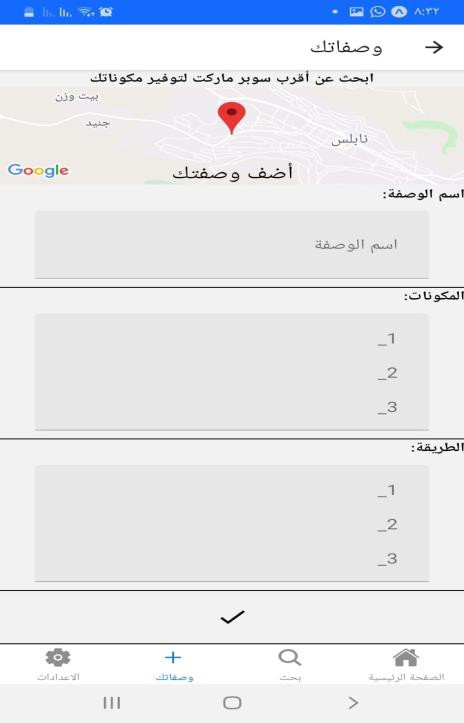 ٨:٣٢
وصفاتك
ابحث عن أقرب سوبر ماركت لتوفير مكوناتك
بيت وزن
جنيد
نابلس
Google
أضف وصفتك
اسم الوصفة:
اسم الوصفة
المكونات:
1_
2_
3_
الطريقة:
1_
2_
3_
الصفحة الرئيسية
بحث
وصفاتك
الاعدادات